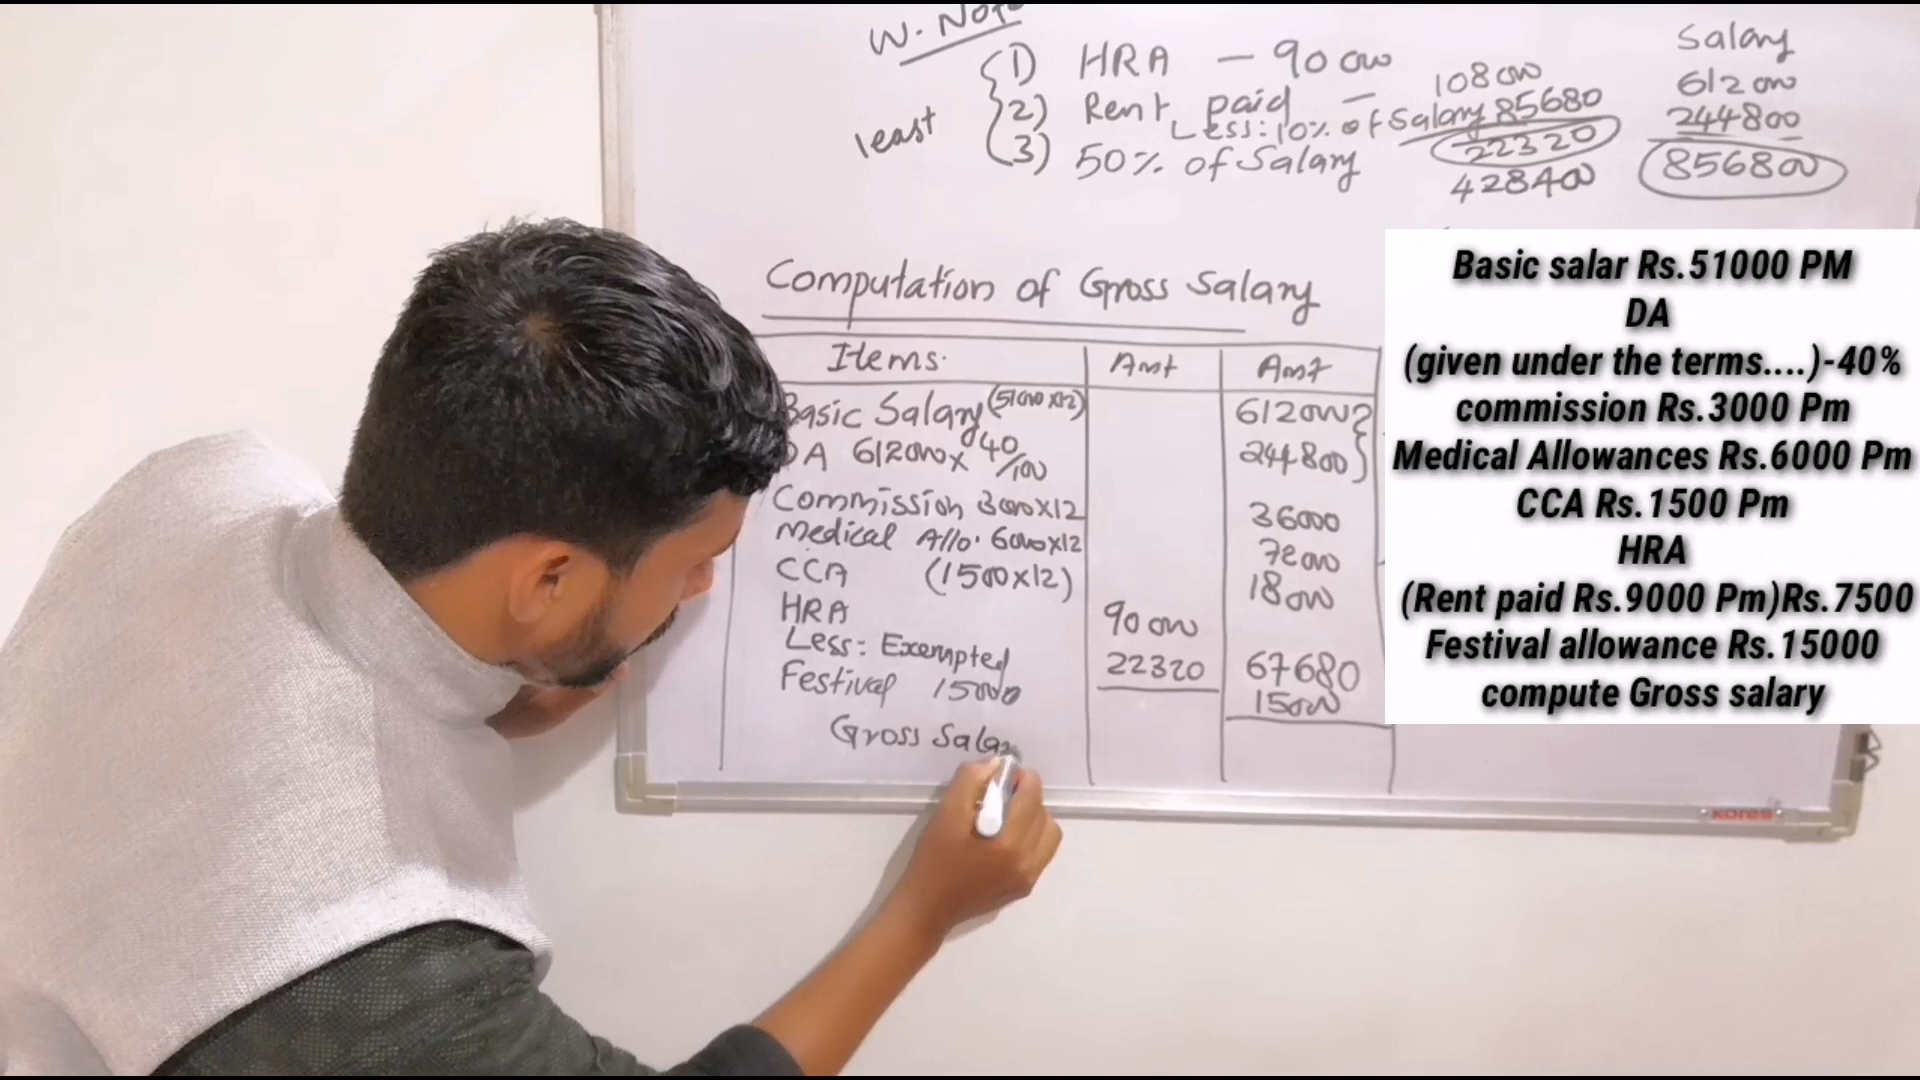 W. Note
1) HRA - 90000
2) Rent paid - 108000
Less: 10% of Salary 85680
22320
3) 50% of Salary 428400
least
Salary
612000
244800
856800
Computation of Gross Salary
Items. Amt Amt
Basic Salary (51000x12) 612000
DA 612000x 40/100 244800
Commission 3000x12 36000
Medical Allo. 6000x12 72000
CCA (1500x12) 18000
HRA 90000
Less: Exempted 22320 67680
Festival 15000 15000
Gross Salar
Basic salar Rs.51000 PM
DA
(given under the terms....)-40%
commission Rs.3000 Pm
Medical Allowances Rs.6000 Pm
CCA Rs.1500 Pm
HRA
(Rent paid Rs.9000 Pm)Rs.7500
Festival allowance Rs.15000
compute Gross salary
KORES